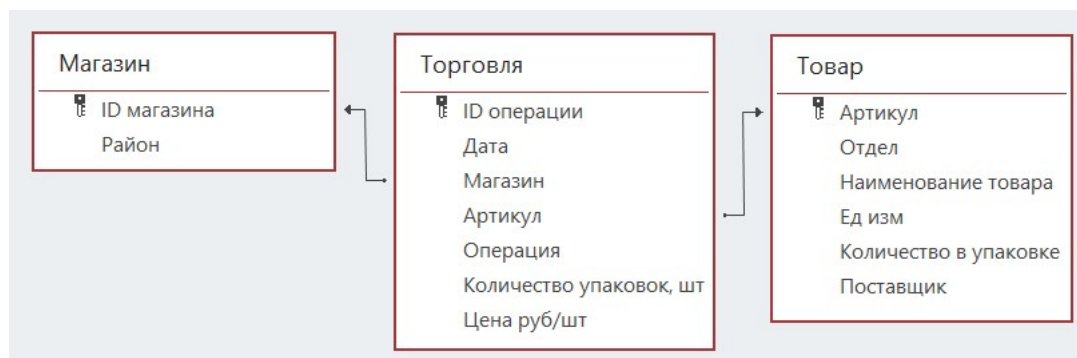 Магазин
ID магазина
Район
Торговля
ID операции
Дата
Магазин
Артикул
Операция
Количество упаковок, шт
Цена руб/шт
Товар
Артикул
Отдел
Наименование товара
Ед изм
Количество в упаковке
Поставщик